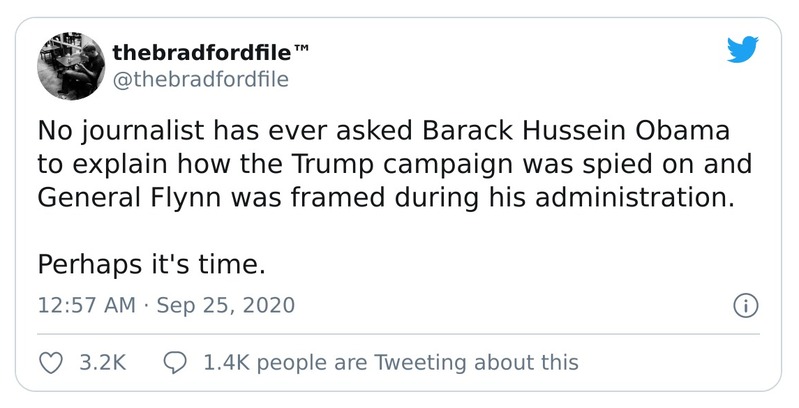 thebradfordfile™
@thebradfordfile
No journalist has ever asked Barack Hussein Obama
to explain how the Trump campaign was spied on and
General Flynn was framed during his administration.
Perhaps it's time.
12:57 AM · Sep 25, 2020
3.2K 1.4K people are Tweeting about this